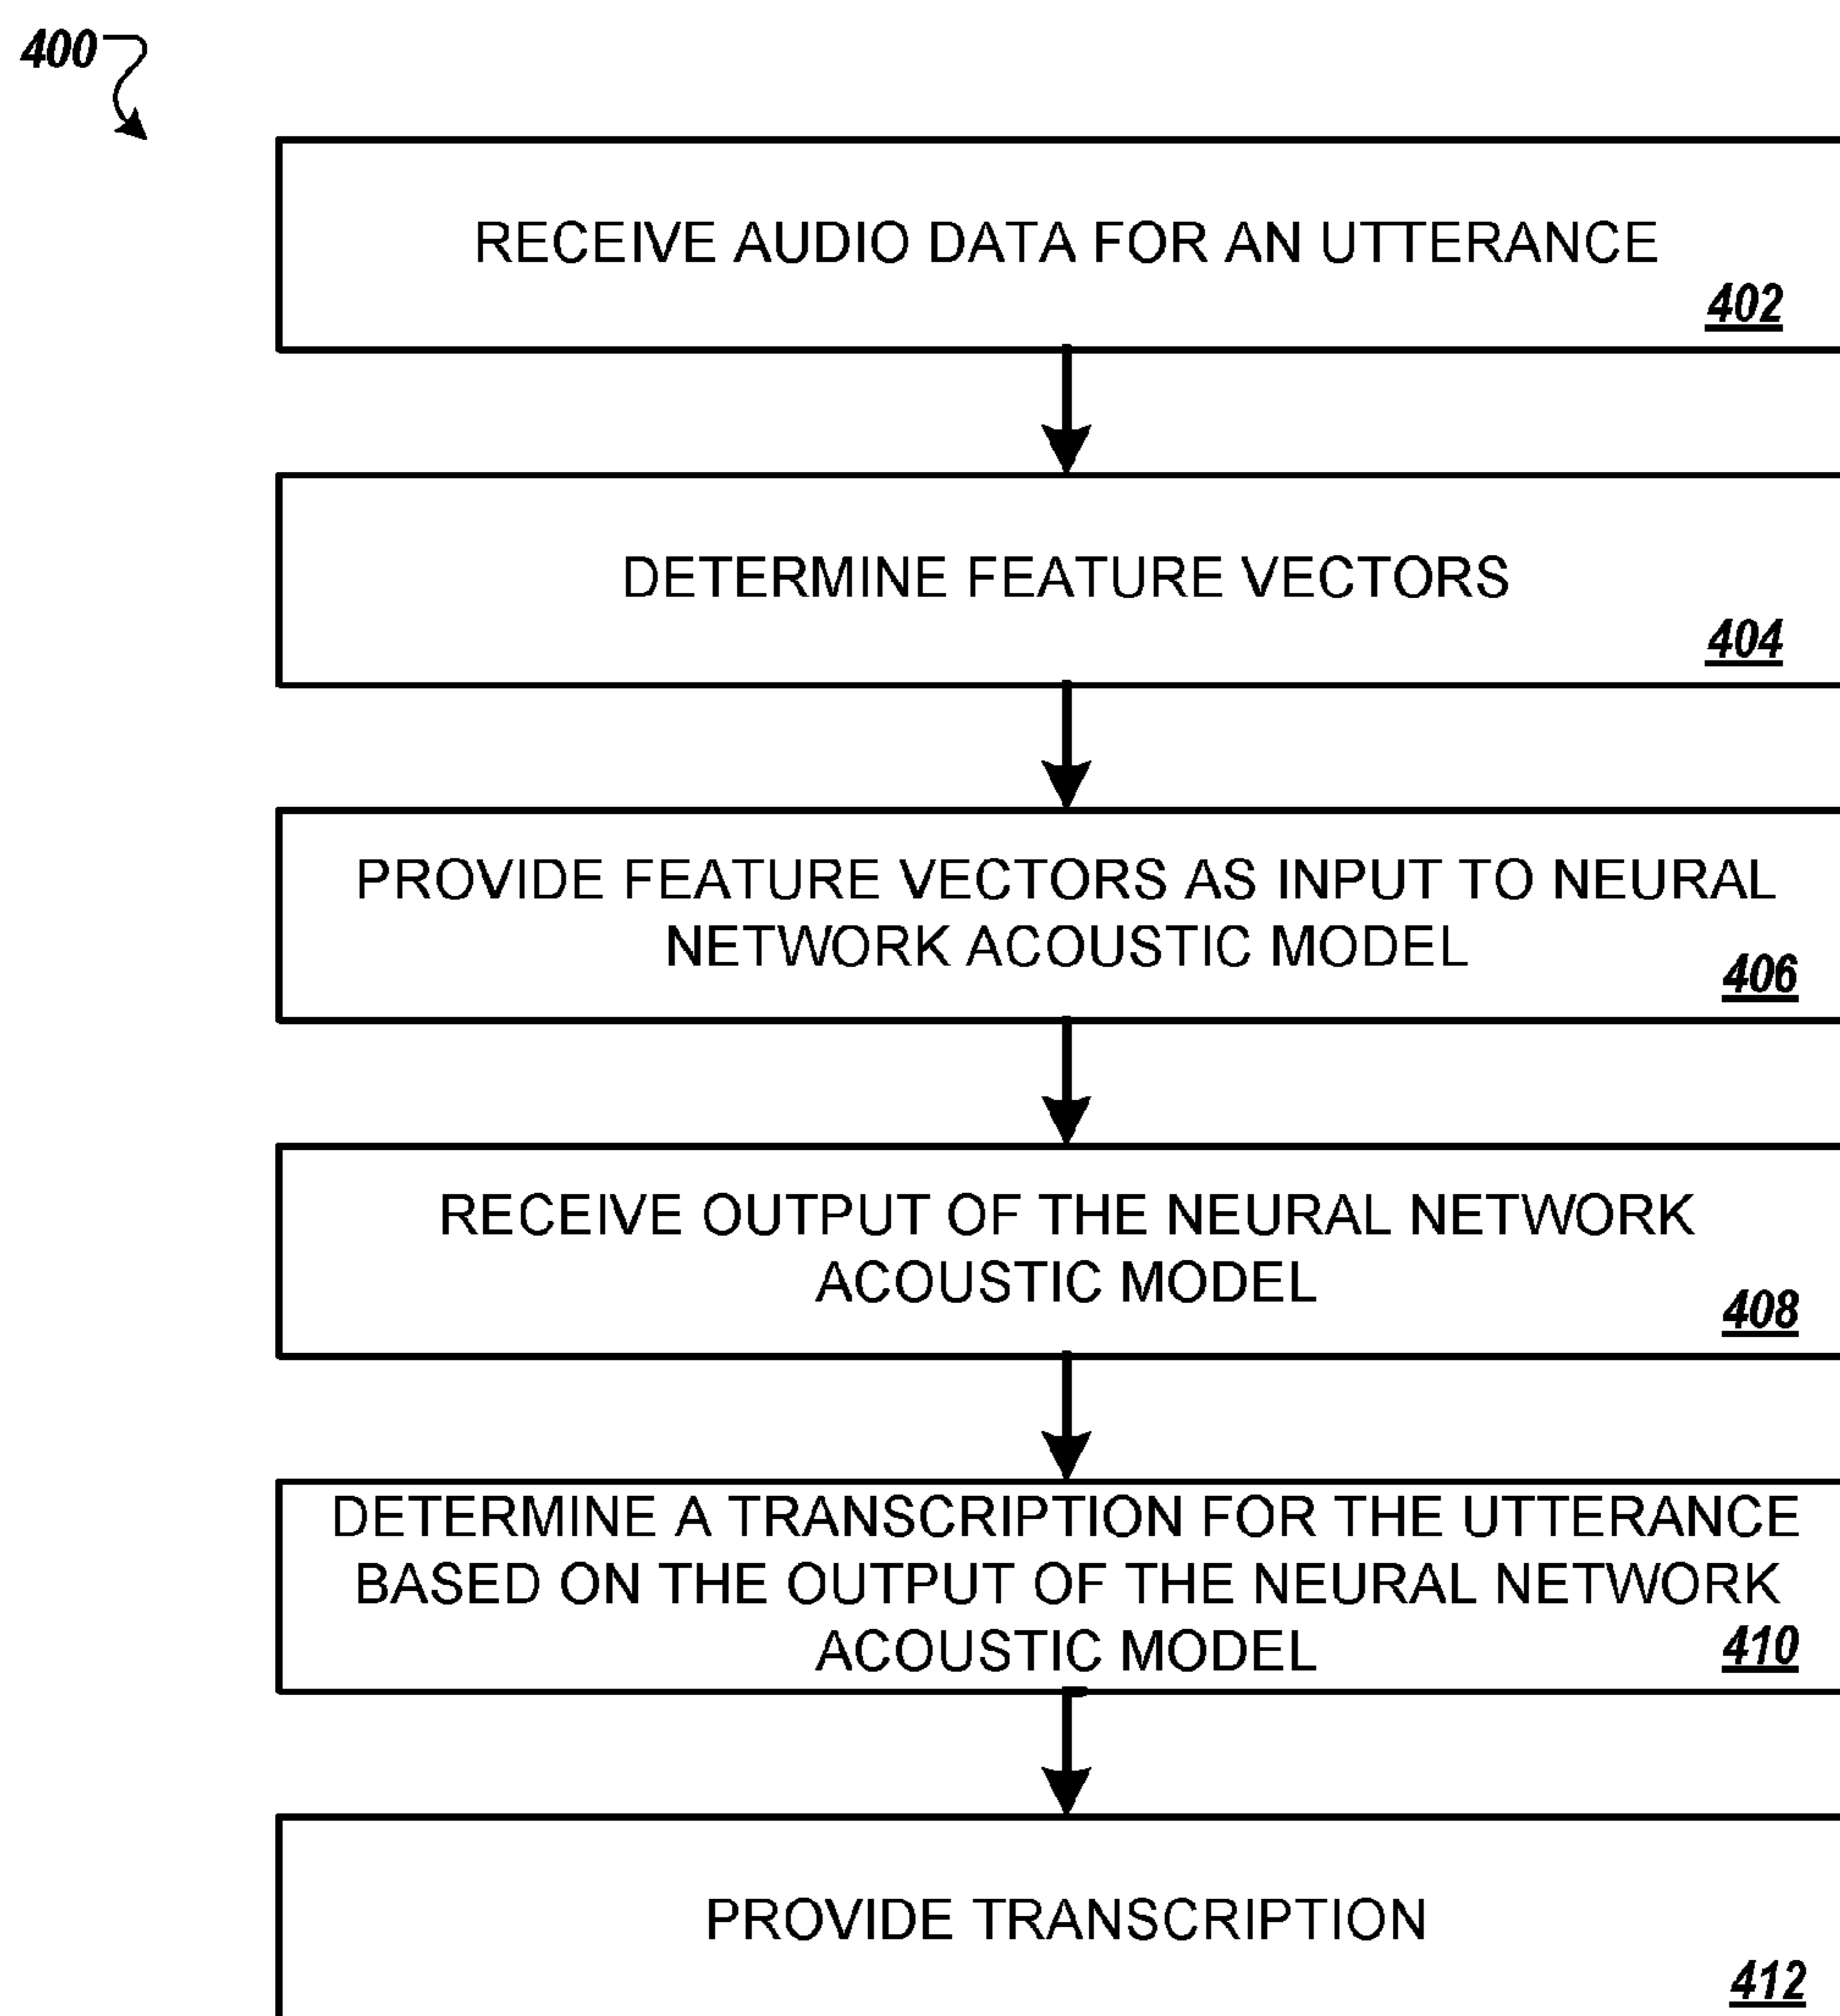 400
RECEIVE AUDIO DATA FOR AN UTTERANCE
402
DETERMINE FEATURE VECTORS
404
PROVIDE FEATURE VECTORS AS INPUT TO NEURAL
NETWORK ACOUSTIC MODEL
406
RECEIVE OUTPUT OF THE NEURAL NETWORK
ACOUSTIC MODEL
408
DETERMINE A TRANSCRIPTION FOR THE UTTERANCE
BASED ON THE OUTPUT OF THE NEURAL NETWORK
ACOUSTIC MODEL
410
PROVIDE TRANSCRIPTION
412